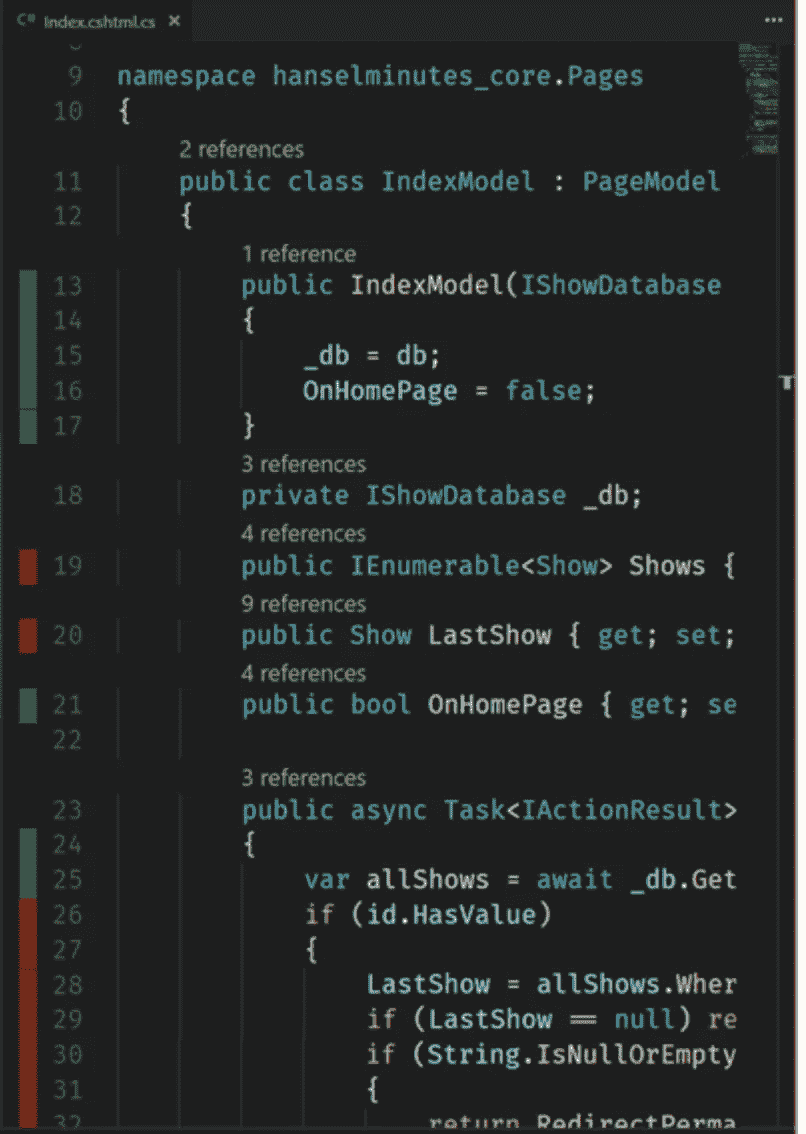 C# Index.cshtml.cs × ...
9 namespace hanselminutes_core.Pages
10 {
2 references
11 public class IndexModel : PageModel
12 {
1 reference
13 public IndexModel(IShowDatabase
14 {
15 _db = db;
16 OnHomePage = false;
17 }
3 references
18 private IShowDatabase _db;
4 references
19 public IEnumerable<Show> Shows {
9 references
20 public Show LastShow { get; set;
4 references
21 public bool OnHomePage { get; se
22
3 references
23 public async Task<IActionResult>
24 {
25 var allShows = await _db.Get
26 if (id.HasValue)
27 {
28 LastShow = allShows.Wher
29 if (LastShow == null) re
30 if (String.IsNullOrEmpty
31 {
32 return RedirectPerma